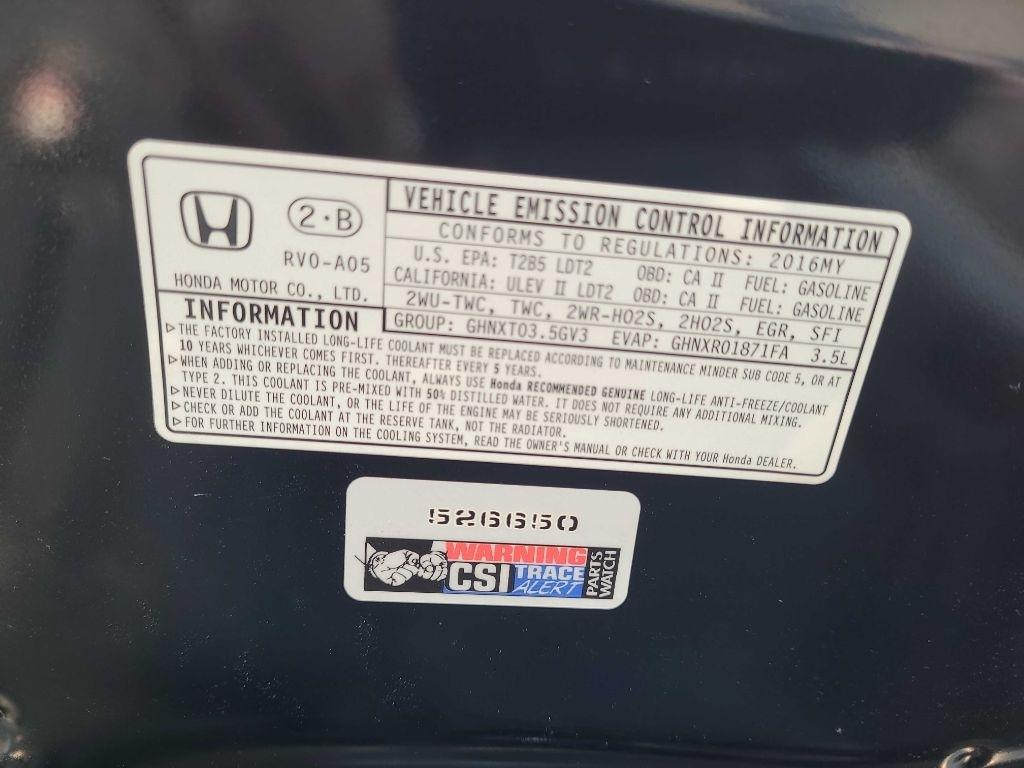 2·B
RV0-A05
HONDA MOTOR CO., LTD.
VEHICLE EMISSION CONTROL INFORMATION
CONFORMS TO REGULATIONS: 2016MY
U.S. EPA: T2B5 LDT2 OBD: CA II FUEL: GASOLINE
CALIFORNIA: ULEV II LDT2 OBD: CA II FUEL: GASOLINE
2WU-TWC, TWC, 2WR-HO2S, 2HO2S, EGR, SFI
GROUP: GHNXT03.5GV3 EVAP: GHNXR01871FA 3.5L
INFORMATION
▷THE FACTORY INSTALLED LONG-LIFE COOLANT MUST BE REPLACED ACCORDING TO MAINTENANCE MINDER SUB CODE 5, OR AT
10 YEARS WHICHEVER COMES FIRST. THEREAFTER EVERY 5 YEARS.
▷WHEN ADDING OR REPLACING THE COOLANT, ALWAYS USE Honda RECOMMENDED GENUINE LONG-LIFE ANTI-FREEZE/COOLANT
TYPE 2. THIS COOLANT IS PRE-MIXED WITH 50% DISTILLED WATER. IT DOES NOT REQUIRE ANY ADDITIONAL MIXING.
▷NEVER DILUTE THE COOLANT, OR THE LIFE OF THE ENGINE MAY BE SERIOUSLY SHORTENED.
▷CHECK OR ADD THE COOLANT AT THE RESERVE TANK, NOT THE RADIATOR.
▷FOR FURTHER INFORMATION ON THE COOLING SYSTEM, READ THE OWNER'S MANUAL OR CHECK WITH YOUR Honda DEALER.
526650
WARNING
CSI TRACE
ALERT
PARTS
WATCH